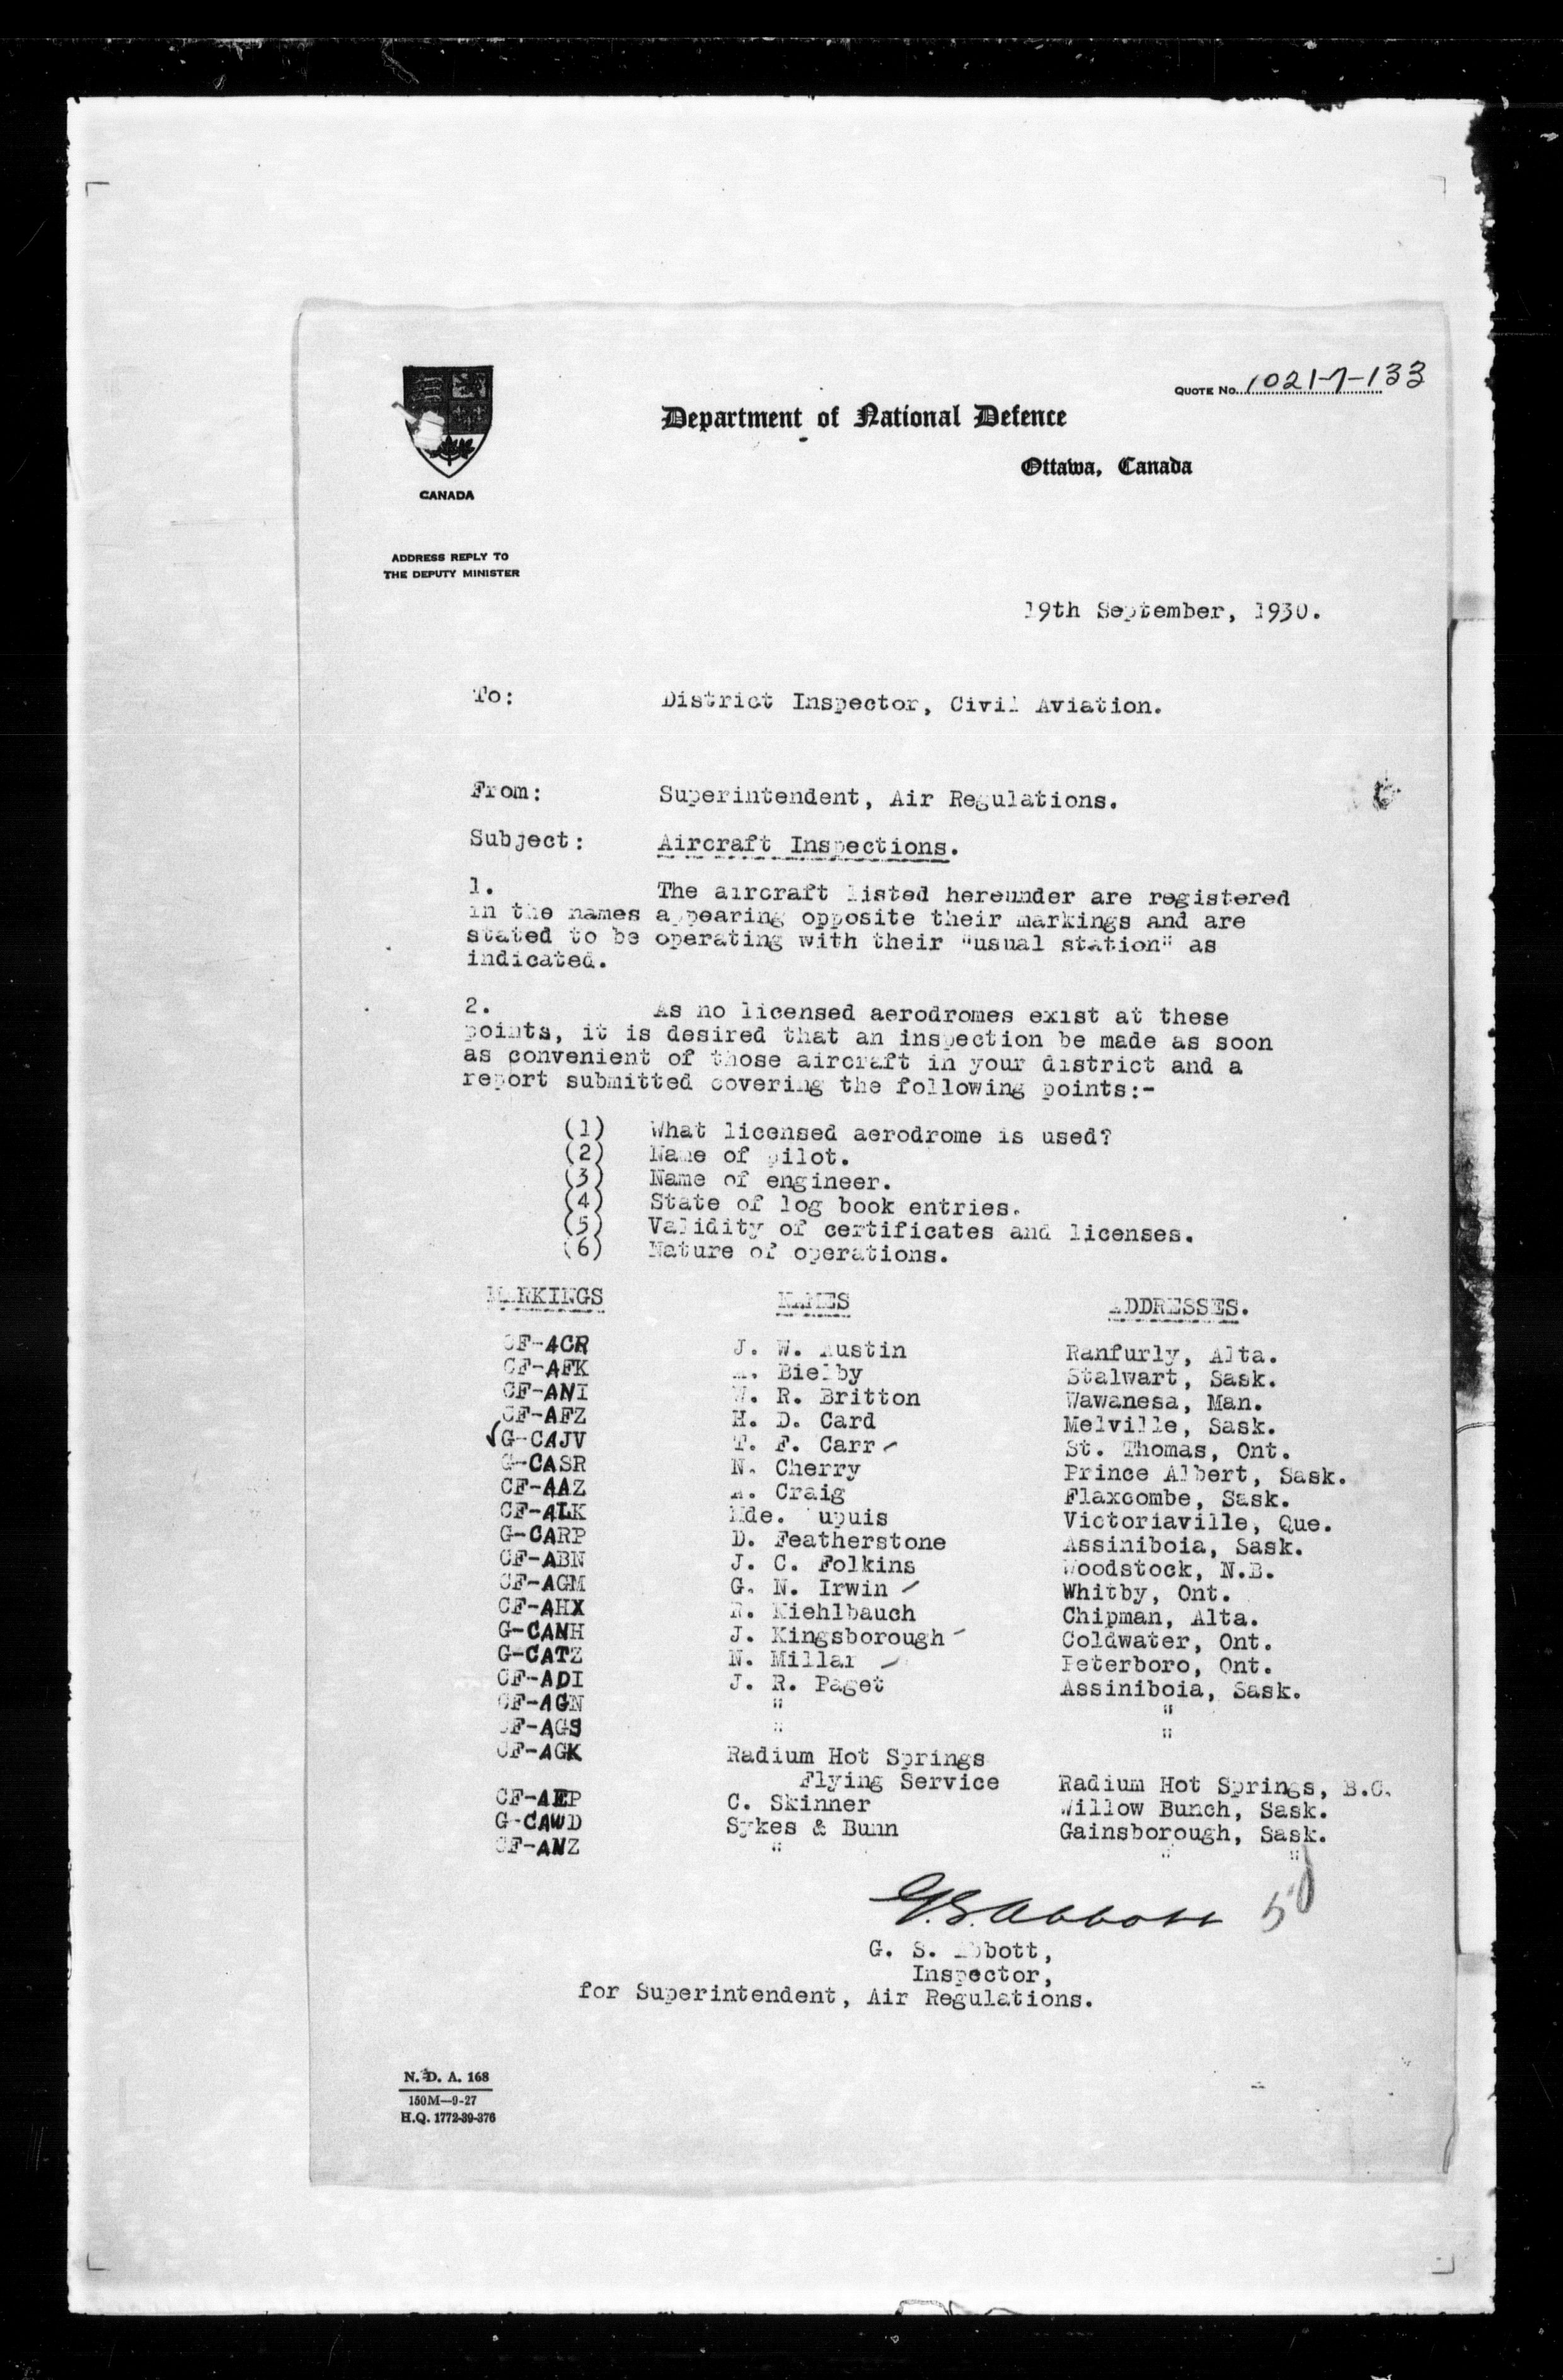 QUOTE No. 1021-7-133
Department of National Defence
Ottawa, Canada
CANADA
ADDRESS REPLY TO
THE DEPUTY MINISTER
19th September, 1930.
To: District Inspector, Civil Aviation.
From: Superintendent, Air Regulations.
Subject: Aircraft Inspections.
1. The aircraft listed hereunder are registered
in the names appearing opposite their markings and are
stated to be operating with their "usual station" as
indicated.
2. As no licensed aerodromes exist at these
points, it is desired that an inspection be made as soon
as convenient of those aircraft in your district and a
report submitted covering the following points:-
(1) What licensed aerodrome is used?
(2) Name of pilot.
(3) Name of engineer.
(4) State of log book entries.
(5) Validity of certificates and licenses.
(6) Nature of operations.
MARKINGS NAMES ADDRESSES.
CF-ACR J. W. Austin Ranfurly, Alta.
CF-AFK Bielby Stalwart, Sask.
CF-ANI W. R. Britton Wawanesa, Man.
CF-AFZ H. D. Card Melville, Sask.
✓G-CAJV T. F. Carr St. Thomas, Ont.
G-CASR N. Cherry Prince Albert, Sask.
CF-AAZ A. Craig Flaxcombe, Sask.
CF-ALK Mde. Dupuis Victoriaville, Que.
G-CARP D. Featherstone Assiniboia, Sask.
CF-ABN J. C. Folkins Woodstock, N.B.
CF-AGM G. N. Irwin Whitby, Ont.
CF-AHX R. Kiehlbauch Chipman, Alta.
G-CANH J. Kingsborough Coldwater, Ont.
G-CATZ N. Millar Peterboro, Ont.
CF-ADI J. R. Paget Assiniboia, Sask.
CF-AGN " "
CF-AGS " "
CF-AGK Radium Hot Springs
Flying Service Radium Hot Springs, B.C.
CF-AEP C. Skinner Willow Bunch, Sask.
G-CAWD Sykes & Bunn Gainsborough, Sask.
CF-ANZ " " "
G.S. Abbott
G. S. Abbott,
Inspector,
for Superintendent, Air Regulations.
N. D. A. 168
150M—9-27
H.Q. 1772-39-376